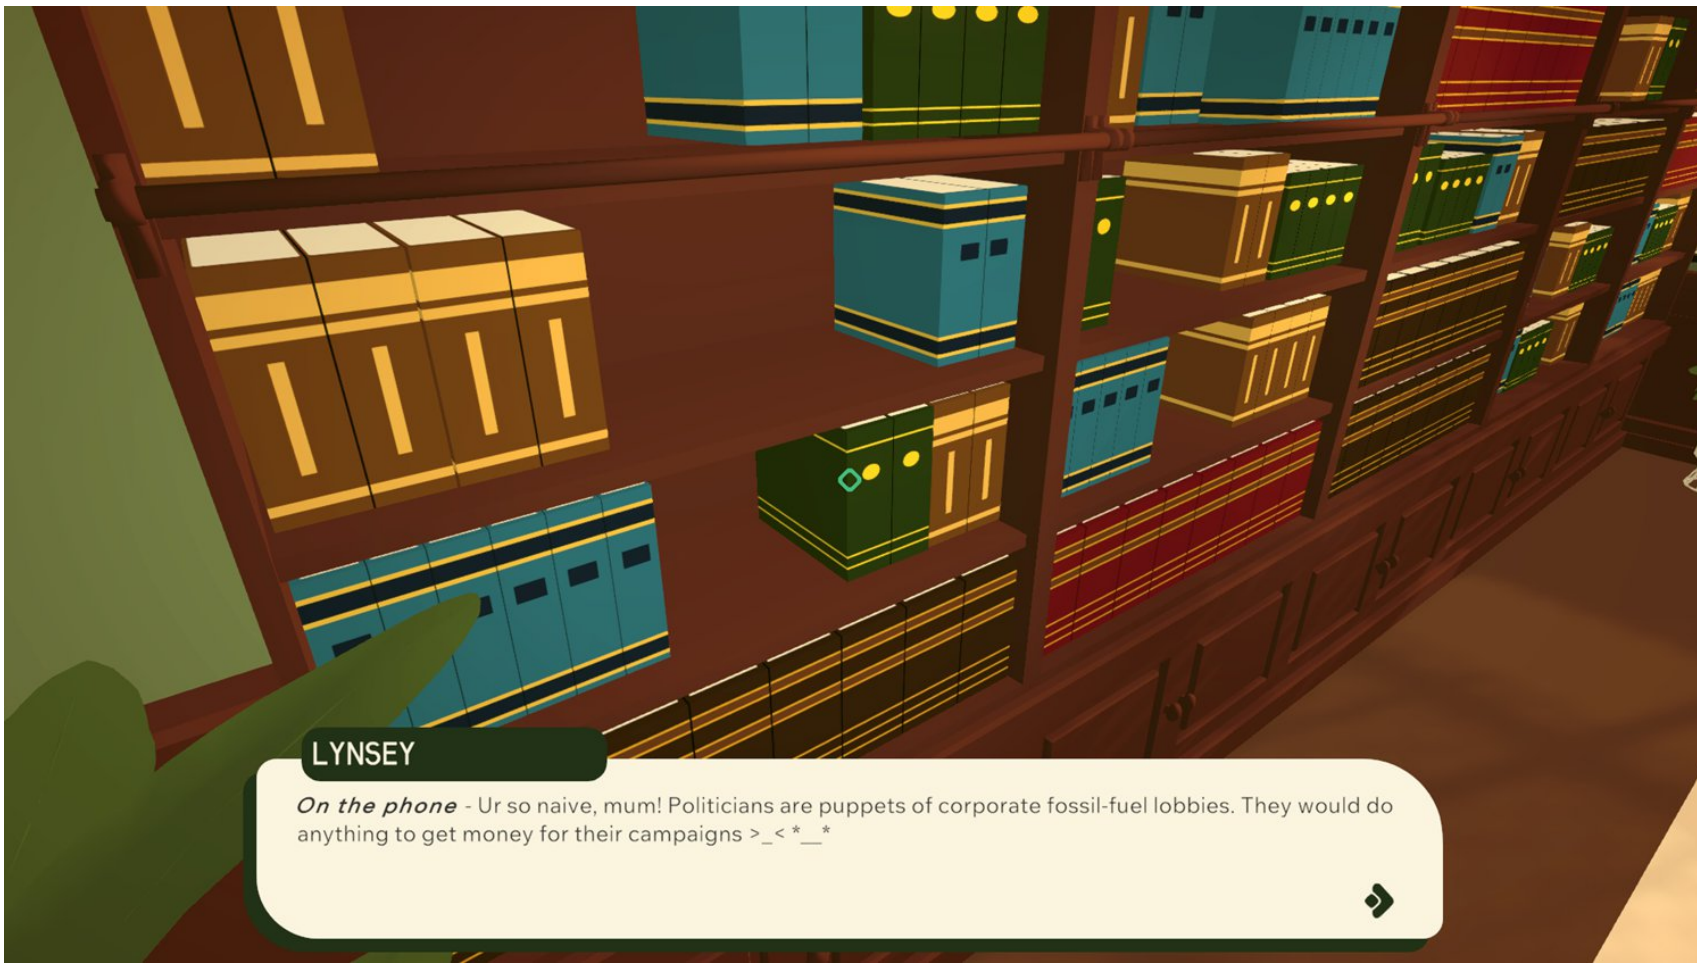 LYNSEY
On the phone - Ur so naive, mum! Politicians are puppets of corporate fossil-fuel lobbies. They would do
anything to get money for their campaigns >_< *__*